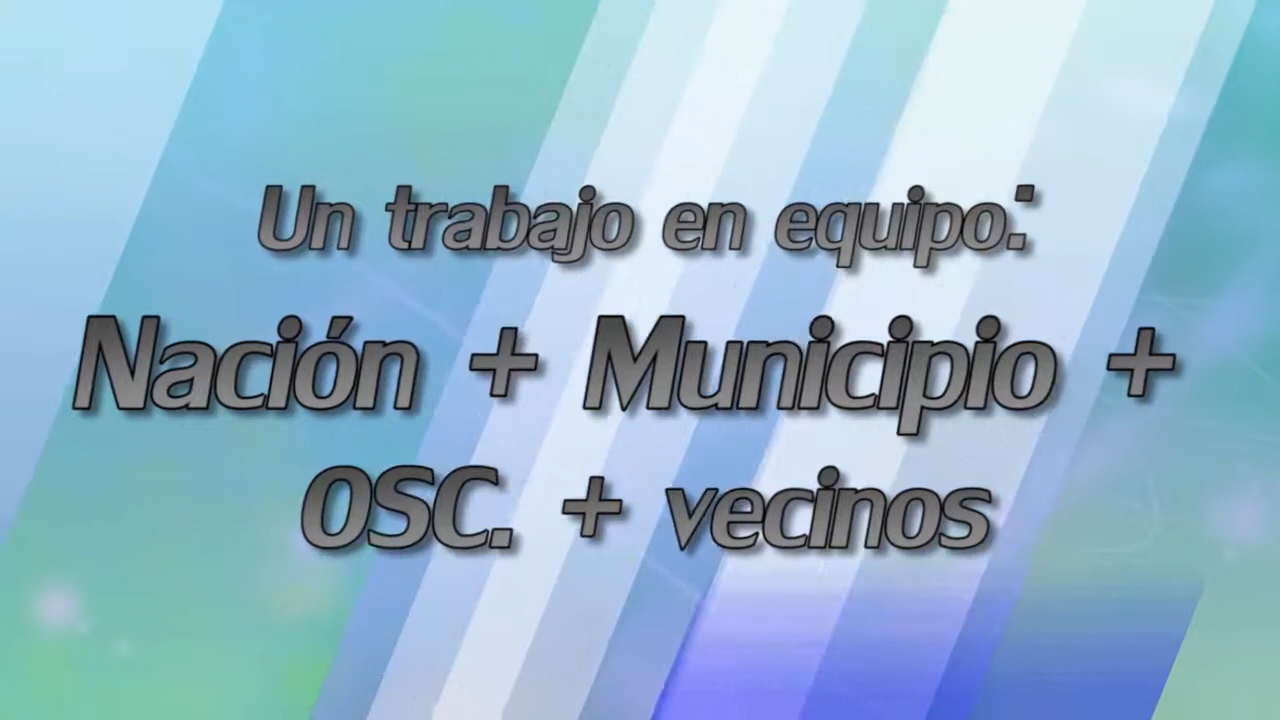 Un trabajo en equipo:
Nación + Municipio +
OSC. + vecinos